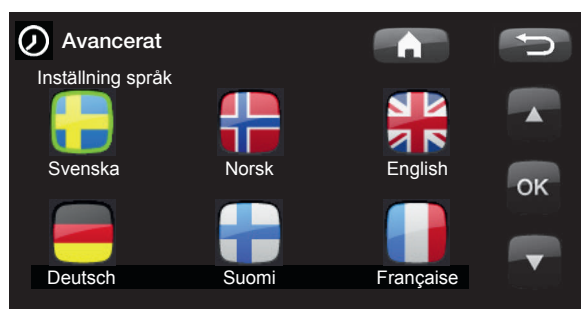 Avancerat
Inställning språk
Svenska Norsk English
OK
Deutsch Suomi Française